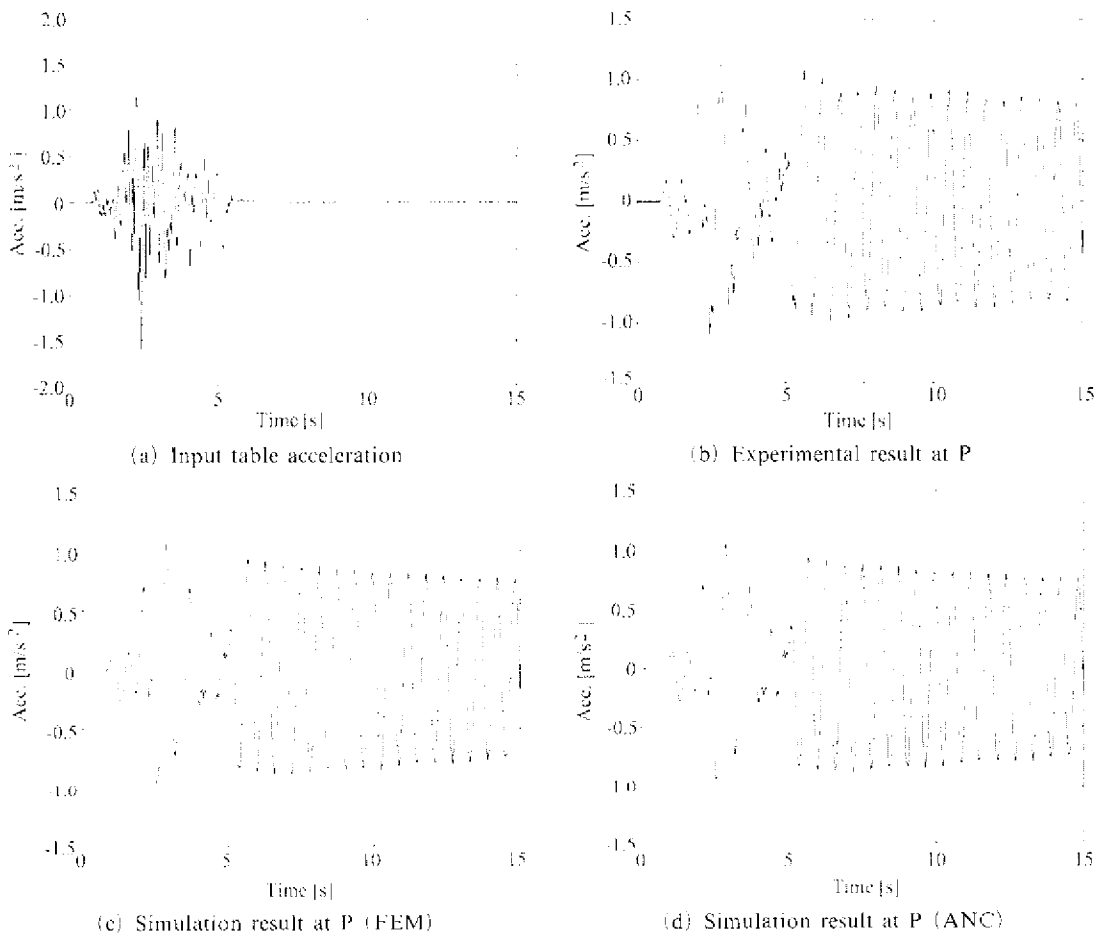 2.0
1.5
1.0
0.5
0
-0.5
-1.0
-1.5
-2.0
Acc. [m/s²]
0 5 10 15
Time [s]
(a) Input table acceleration
1.5
1.0
0.5
0
-0.5
-1.0
-1.5
Acc. [m/s²]
0 5 10 15
Time [s]
(b) Experimental result at P
1.5
1.0
0.5
0
-0.5
-1.0
-1.5
Acc. [m/s²]
0 5 10 15
Time [s]
(c) Simulation result at P (FEM)
1.5
1.0
0.5
0
-0.5
-1.0
-1.5
Acc. [m/s²]
0 5 10 15
Time [s]
(d) Simulation result at P (ANC)